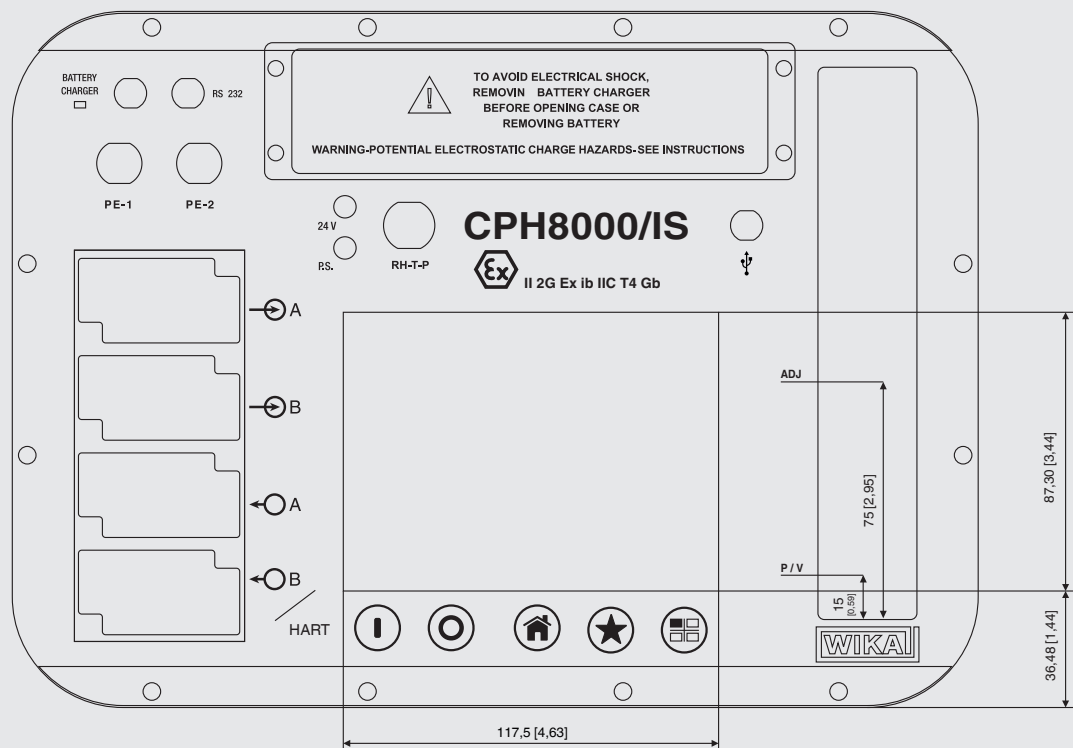 BATTERY
CHARGER
RS 232
TO AVOID ELECTRICAL SHOCK,
REMOVIN BATTERY CHARGER
BEFORE OPENING CASE OR
REMOVING BATTERY
WARNING-POTENTIAL ELECTROSTATIC CHARGE HAZARDS-SEE INSTRUCTIONS
PE-1
PE-2
24 V
P.S.
RH-T-P
CPH8000/IS
Ex
II 2G Ex ib IIC T4 Gb
A
B
A
B
HART
ADJ
75 [2,95]
P / V
15
[0,59]
87,30 [3,44]
36,48 [1,44]
WIKA
117,5 [4,63]